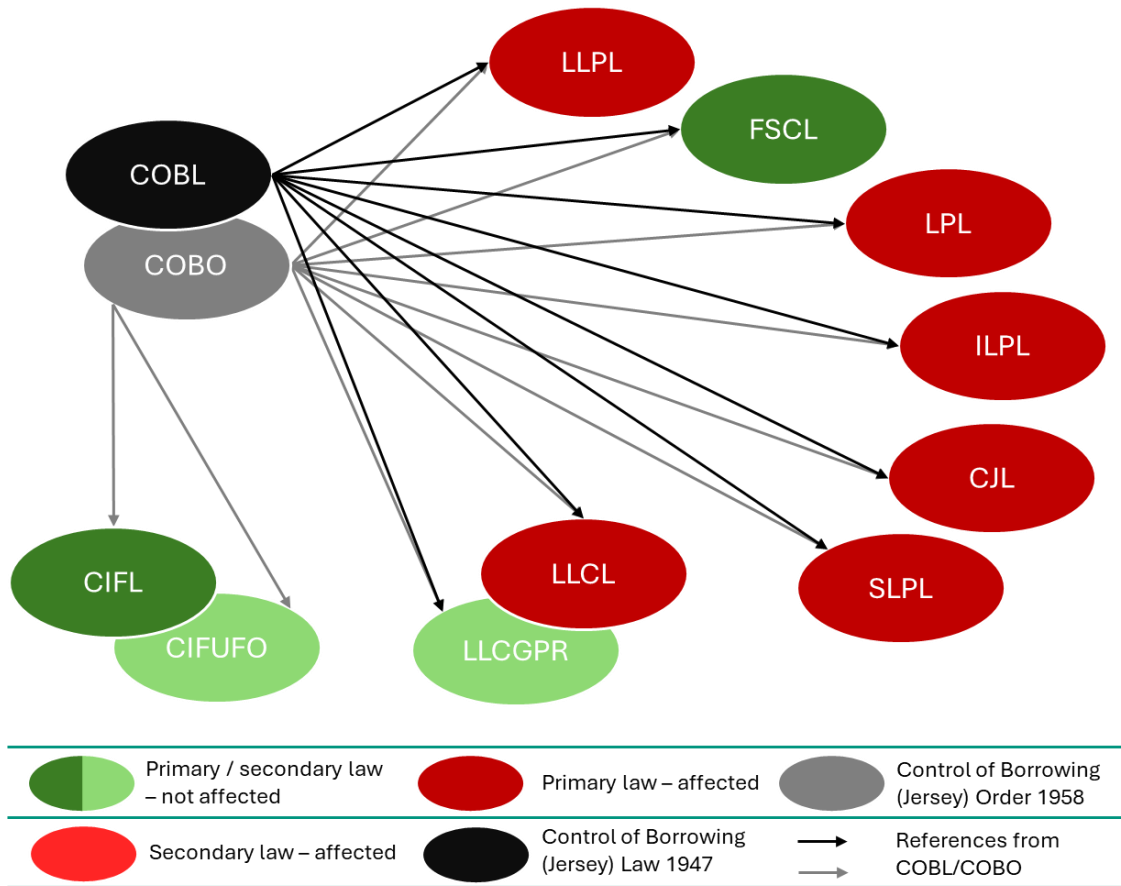 LLPL
FSCL
COBL
LPL
COBO
ILPL
CJL
CIFL
LLCL
SLPL
CIFUFO
LLCGPR
Primary / secondary law
– not affected
Primary law – affected
Control of Borrowing
(Jersey) Order 1958
Secondary law – affected
Control of Borrowing
(Jersey) Law 1947
References from
COBL/COBO